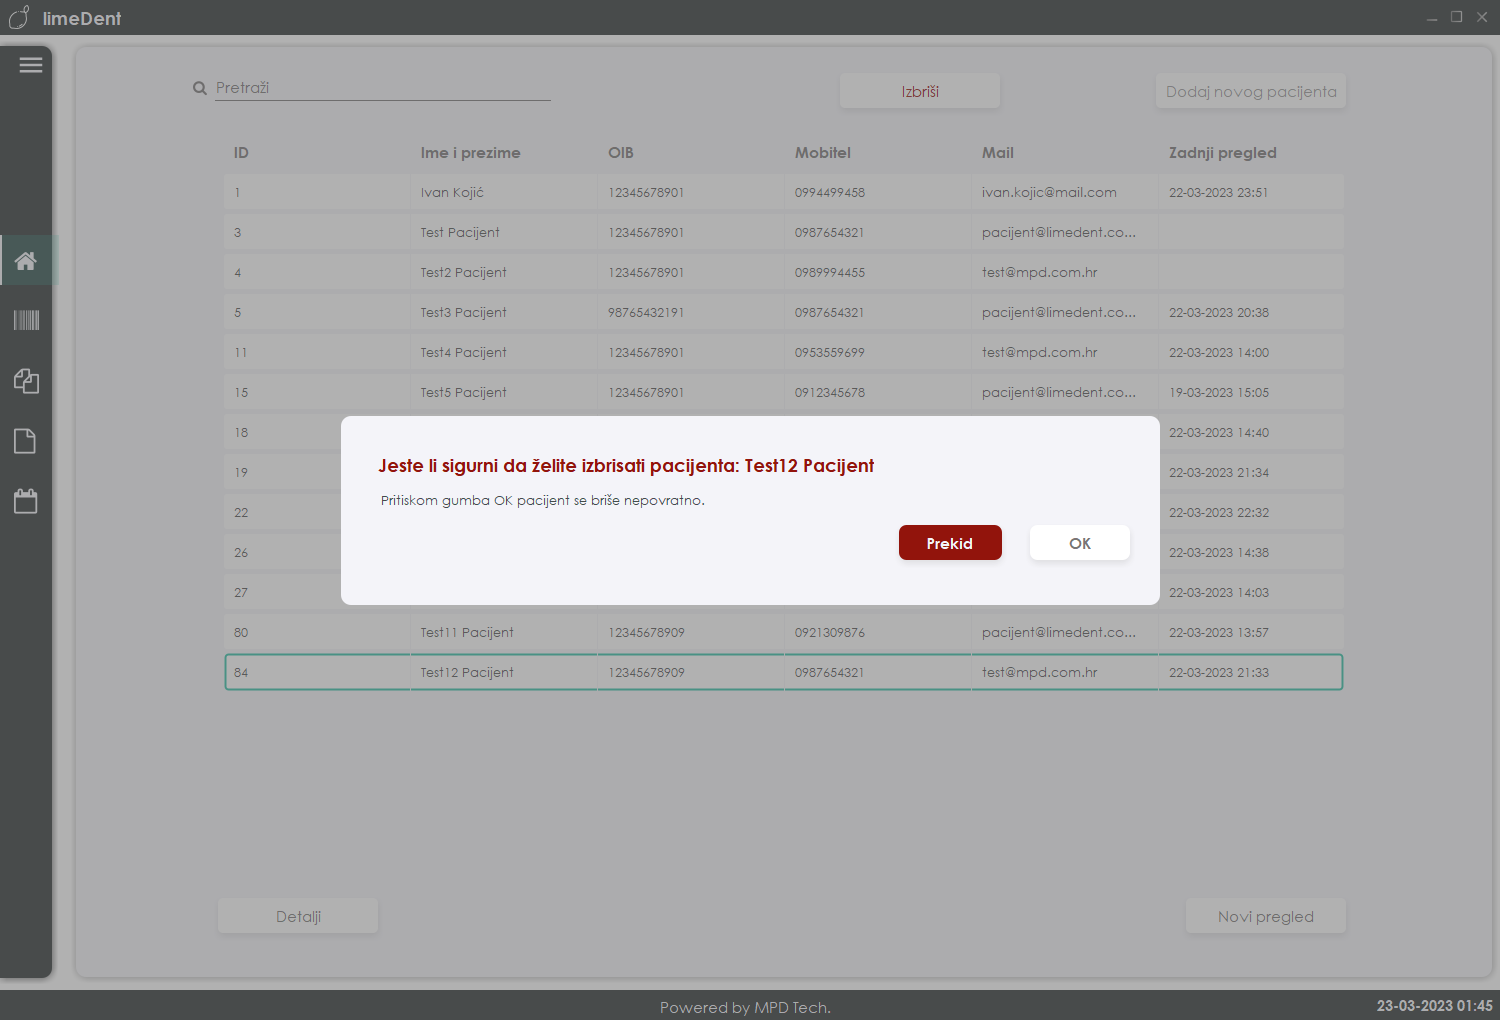 limeDent
Pretraži
Izbriši
Dodaj novog pacijenta
ID Ime i prezime OIB Mobitel Mail Zadnji pregled
1 Ivan Kojić 12345678901 0994499458 ivan.kojic@mail.com 22-03-2023 23:51
3 Test Pacijent 12345678901 0987654321 pacijent@limedent.co...
4 Test2 Pacijent 12345678901 0989994455 test@mpd.com.hr
5 Test3 Pacijent 98765432191 0987654321 pacijent@limedent.co... 22-03-2023 20:38
11 Test4 Pacijent 12345678901 0953559699 test@mpd.com.hr 22-03-2023 14:00
15 Test5 Pacijent 12345678901 0912345678 pacijent@limedent.co... 19-03-2023 15:05
18 22-03-2023 14:40
19 22-03-2023 21:34
22 22-03-2023 22:32
26 22-03-2023 14:38
27 22-03-2023 14:03
Jeste li sigurni da želite izbrisati pacijenta: Test12 Pacijent
Pritiskom gumba OK pacijent se briše nepovratno.
Prekid
OK
80 Test11 Pacijent 12345678909 0921309876 pacijent@limedent.co... 22-03-2023 13:57
84 Test12 Pacijent 12345678909 0987654321 test@mpd.com.hr 22-03-2023 21:33
Detalji
Novi pregled
Powered by MPD Tech.
23-03-2023 01:45